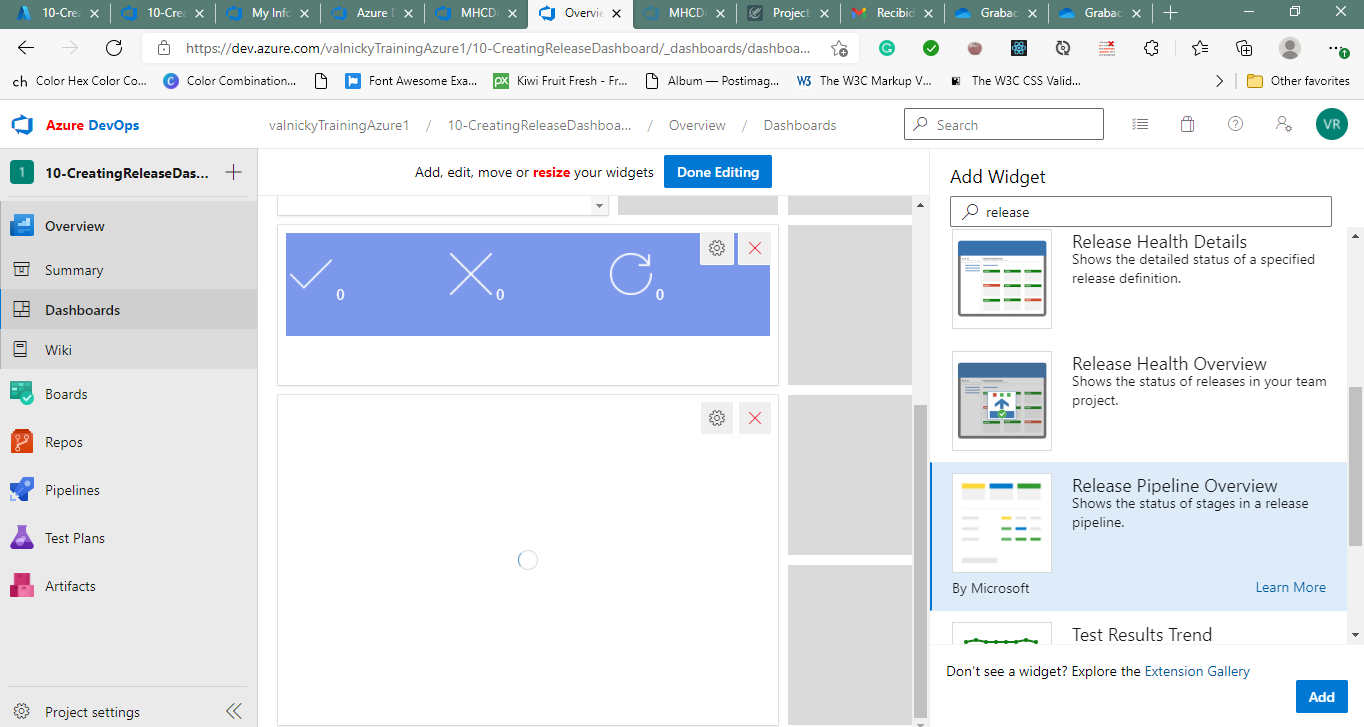 10-Crea
10-Crea
My Info
Azure D
MHCD
Overvie
MHCD
Project
Recibid
Grabac
Grabac
https://dev.azure.com/valnickyTrainingAzure1/10-CreatingReleaseDashboard/_dashboards/dashboa...
ch Color Hex Color Co...
C Color Combination...
Font Awesome Exa...
px Kiwi Fruit Fresh - Fr...
Album — Postimag...
W3 The W3C Markup V...
The W3C CSS Valid...
Other favorites
Azure DevOps
valnickyTrainingAzure1 / 10-CreatingReleaseDashboa... / Overview / Dashboards
Search
VR
1 10-CreatingReleaseDas...
Overview
Summary
Dashboards
Wiki
Boards
Repos
Pipelines
Test Plans
Artifacts
Project settings
Add, edit, move or resize your widgets
Done Editing
0 0 0
Add Widget
release
Release Health Details
Shows the detailed status of a specified
release definition.
Release Health Overview
Shows the status of releases in your team
project.
Release Pipeline Overview
Shows the status of stages in a release
pipeline.
By Microsoft
Learn More
Test Results Trend
Don't see a widget? Explore the Extension Gallery
Add